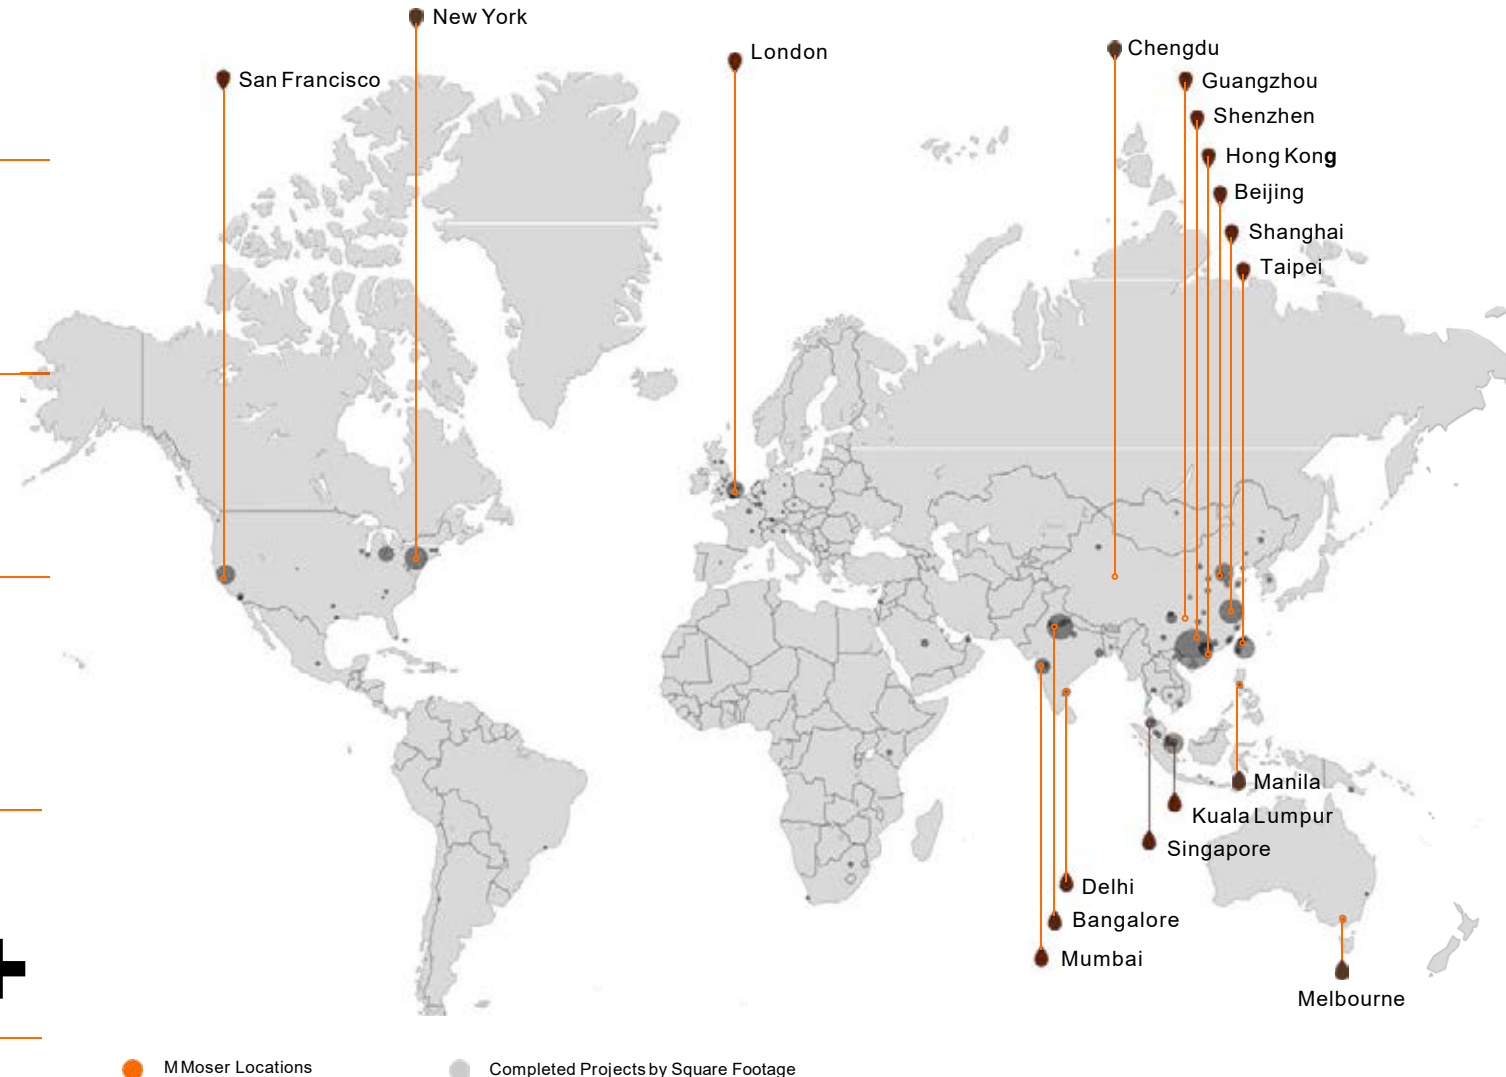 New York
San Francisco
London
Chengdu
Guangzhou
Shenzhen
Hong Kong
Beijing
Shanghai
Taipei
Manila
Kuala Lumpur
Singapore
Delhi
Bangalore
Mumbai
Melbourne
+
M Moser Locations
Completed Projects by Square Footage